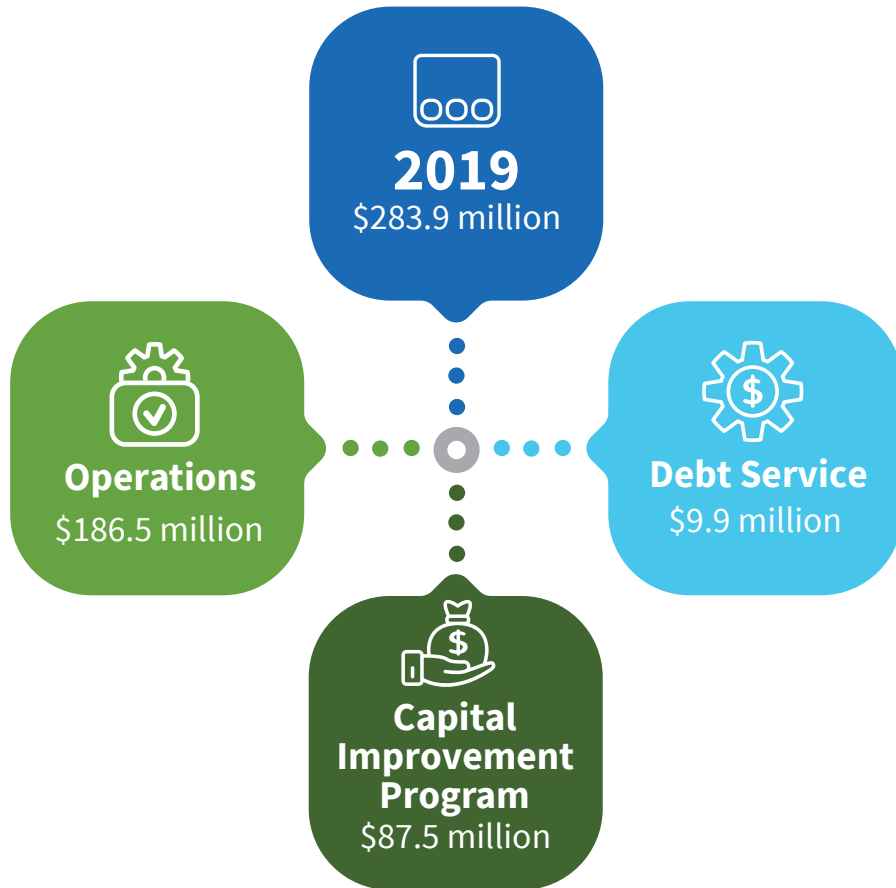 2019
$283.9 million
Operations
$186.5 million
Debt Service
$9.9 million
Capital
Improvement
Program
$87.5 million